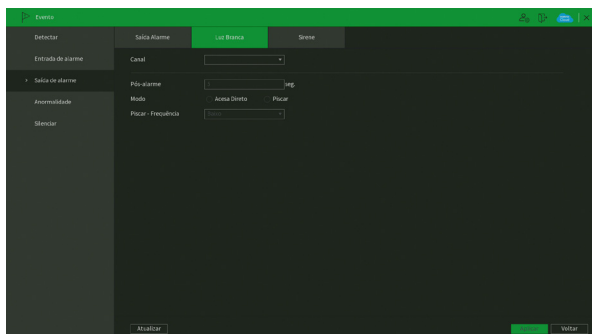 Evento
Detectar
Entrada de alarme
Saída de alarme
Anormalidade
Silenciar
Saída Alarme
Luz Branca
Sirene
Canal
Pós-alarme
seg.
Modo
Acesa Direto
Piscar
Piscar - Frequência
Atualizar
Voltar